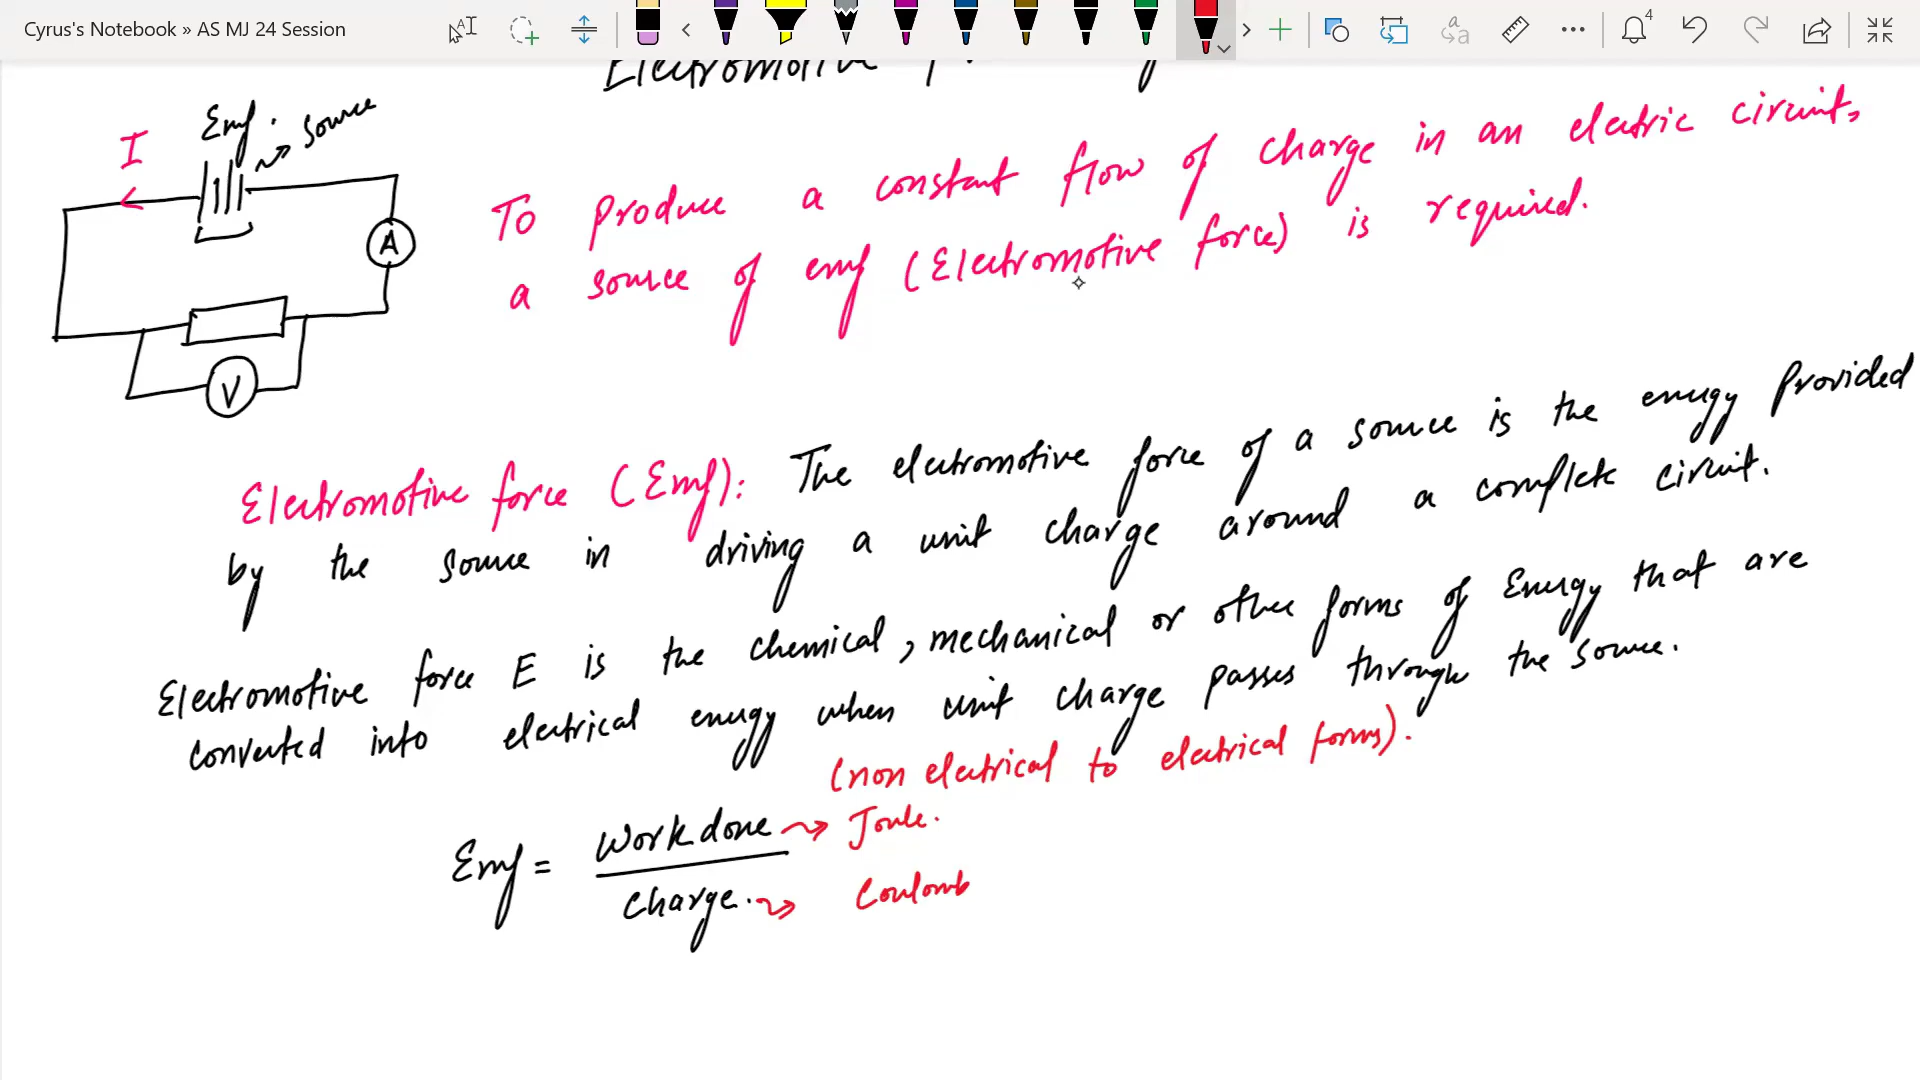 Cyrus's Notebook » AS MJ 24 Session
4
Electromotive
Emf.
source
I
A
V
To produce a constant flow of charge in an electric circuit,
a source of emf (Electromotive force) is required.
Electromotive force (Emf): The electromotive force of a source is the energy Provided
by the source in driving a unit charge around a complete circuit.
Electromotive force E is the chemical, mechanical or other forms of Energy that are
converted into electrical energy when unit charge passes through the source.
(non electrical to electrical forms).
Emf = Work done Joule.
Charge. Coulomb